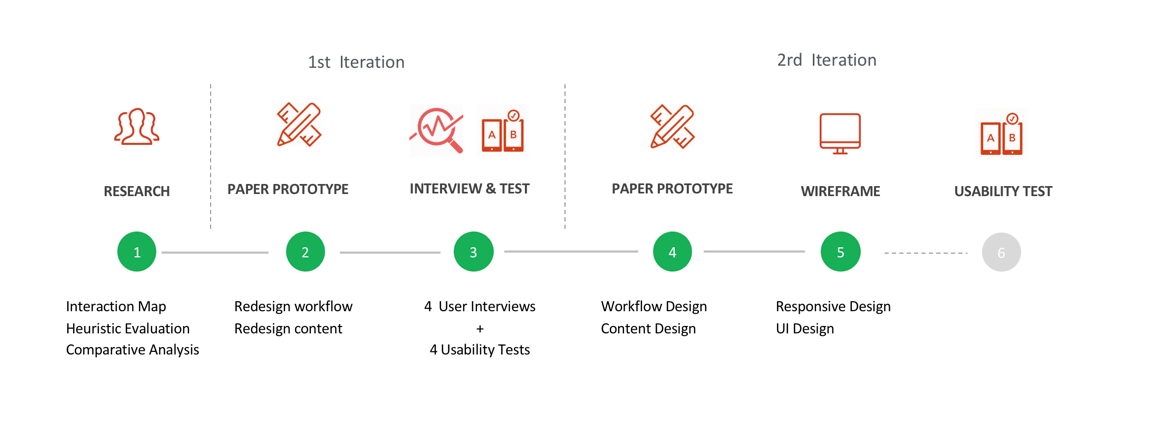 1st Iteration
2rd Iteration
A B
A B
RESEARCH
PAPER PROTOTYPE
INTERVIEW & TEST
PAPER PROTOTYPE
WIREFRAME
USABILITY TEST
1
2
3
4
5
6
Interaction Map
Heuristic Evaluation
Comparative Analysis
Redesign workflow
Redesign content
4 User Interviews
+
4 Usability Tests
Workflow Design
Content Design
Responsive Design
UI Design